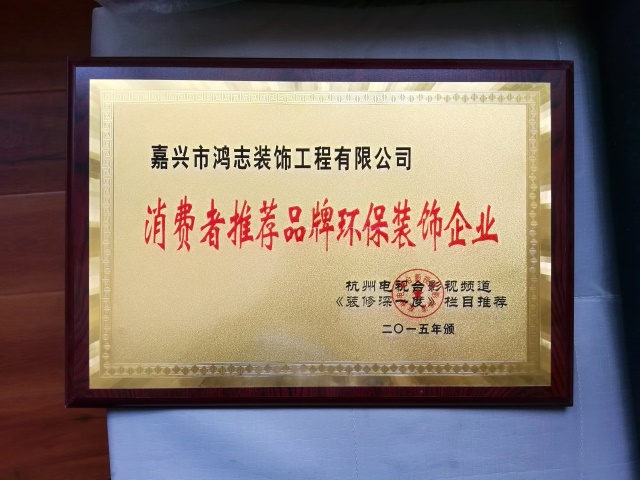 嘉兴市鸿志装饰工程有限公司
消费者推荐品牌环保装饰企业
杭州电视台影视频道
《装修深一度》栏目推荐
二〇一五年颁